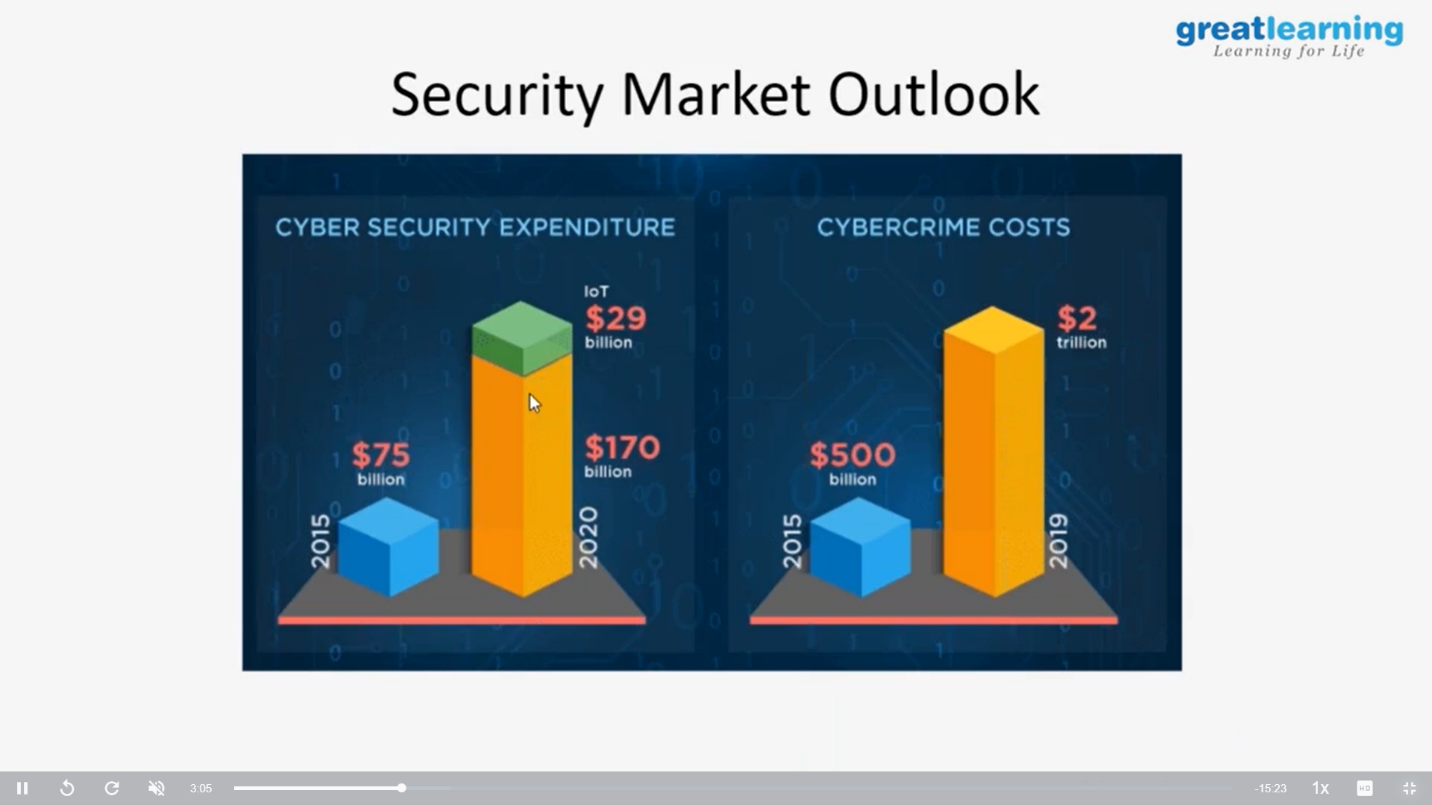 greatlearning
Learning for Life
Security Market Outlook
CYBER SECURITY EXPENDITURE
IoT
$29
billion
$75
billion
$170
billion
2015
2020
CYBERCRIME COSTS
$2
trillion
$500
billion
2015
2019
3:05
-15:23
1x
HD